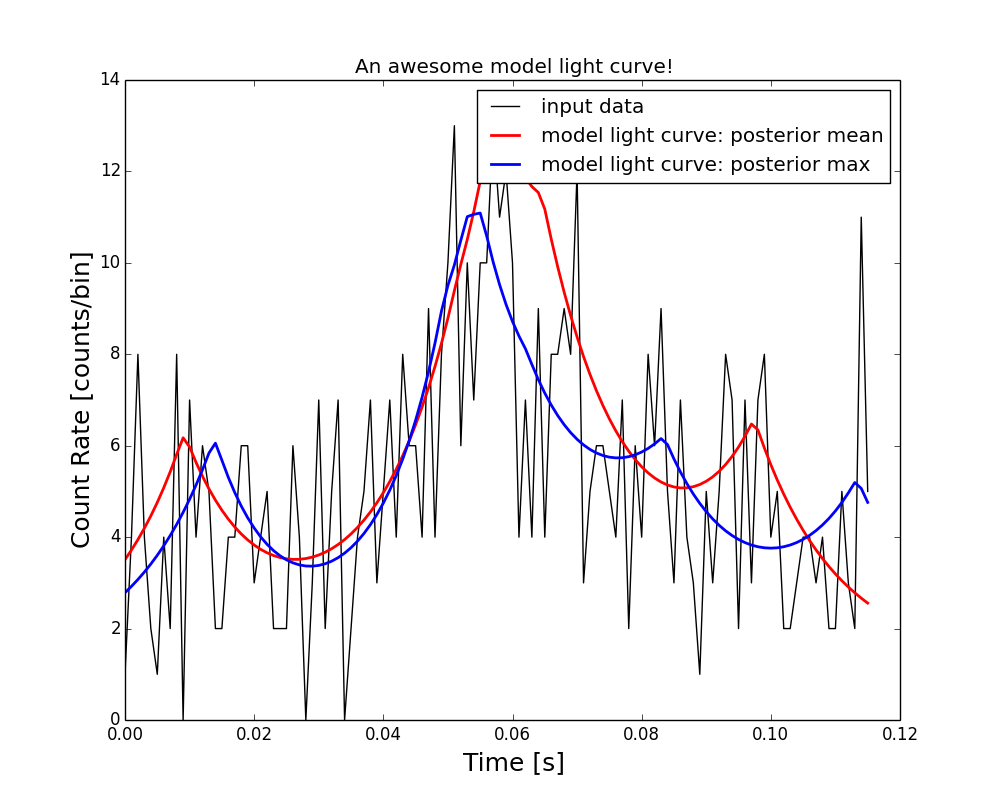 An awesome model light curve!
14
12
10
8
6
4
2
0
Count Rate [counts/bin]
input data
model light curve: posterior mean
model light curve: posterior max
0.00 0.02 0.04 0.06 0.08 0.10 0.12
Time [s]